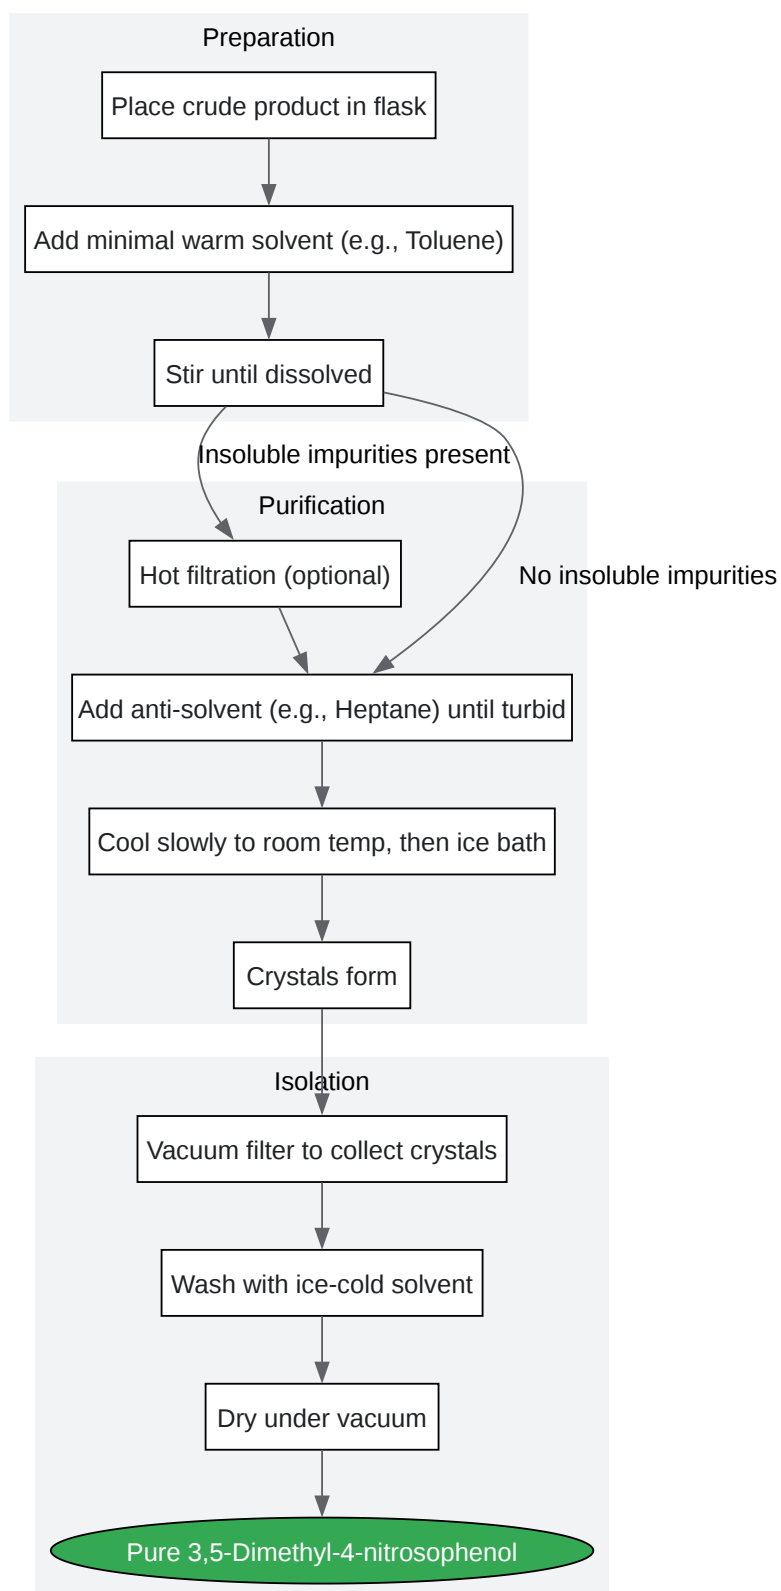 Preparation
Place crude product in flask
Add minimal warm solvent (e.g., Toluene)
Stir until dissolved
Insoluble impurities present
Purification
Hot filtration (optional)
No insoluble impurities
Add anti-solvent (e.g., Heptane) until turbid
Cool slowly to room temp, then ice bath
Crystals form
Isolation
Vacuum filter to collect crystals
Wash with ice-cold solvent
Dry under vacuum
Pure 3,5-Dimethyl-4-nitrosophenol